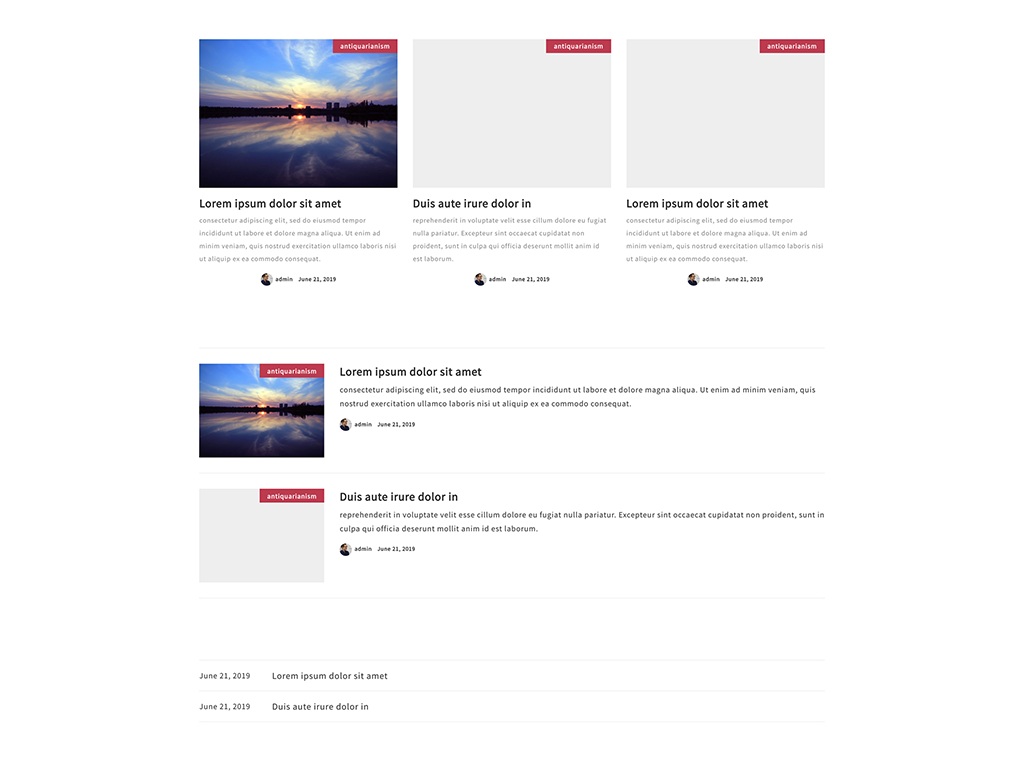 antiquarianism
antiquarianism
antiquarianism
Lorem ipsum dolor sit amet
consectetur adipiscing elit, sed do eiusmod tempor
incididunt ut labore et dolore magna aliqua. Ut enim ad
minim veniam, quis nostrud exercitation ullamco laboris nisi
ut aliquip ex ea commodo consequat.
admin June 21, 2019
Duis aute irure dolor in
reprehenderit in voluptate velit esse cillum dolore eu fugiat
nulla pariatur. Excepteur sint occaecat cupidatat non
proident, sunt in culpa qui officia deserunt mollit anim id
est laborum.
admin June 21, 2019
Lorem ipsum dolor sit amet
consectetur adipiscing elit, sed do eiusmod tempor
incididunt ut labore et dolore magna aliqua. Ut enim ad
minim veniam, quis nostrud exercitation ullamco laboris nisi
ut aliquip ex ea commodo consequat.
admin June 21, 2019
antiquarianism
Lorem ipsum dolor sit amet
consectetur adipiscing elit, sed do eiusmod tempor incididunt ut labore et dolore magna aliqua. Ut enim ad minim veniam, quis
nostrud exercitation ullamco laboris nisi ut aliquip ex ea commodo consequat.
admin June 21, 2019
antiquarianism
Duis aute irure dolor in
reprehenderit in voluptate velit esse cillum dolore eu fugiat nulla pariatur. Excepteur sint occaecat cupidatat non proident, sunt in
culpa qui officia deserunt mollit anim id est laborum.
admin June 21, 2019
June 21, 2019 Lorem ipsum dolor sit amet
June 21, 2019 Duis aute irure dolor in